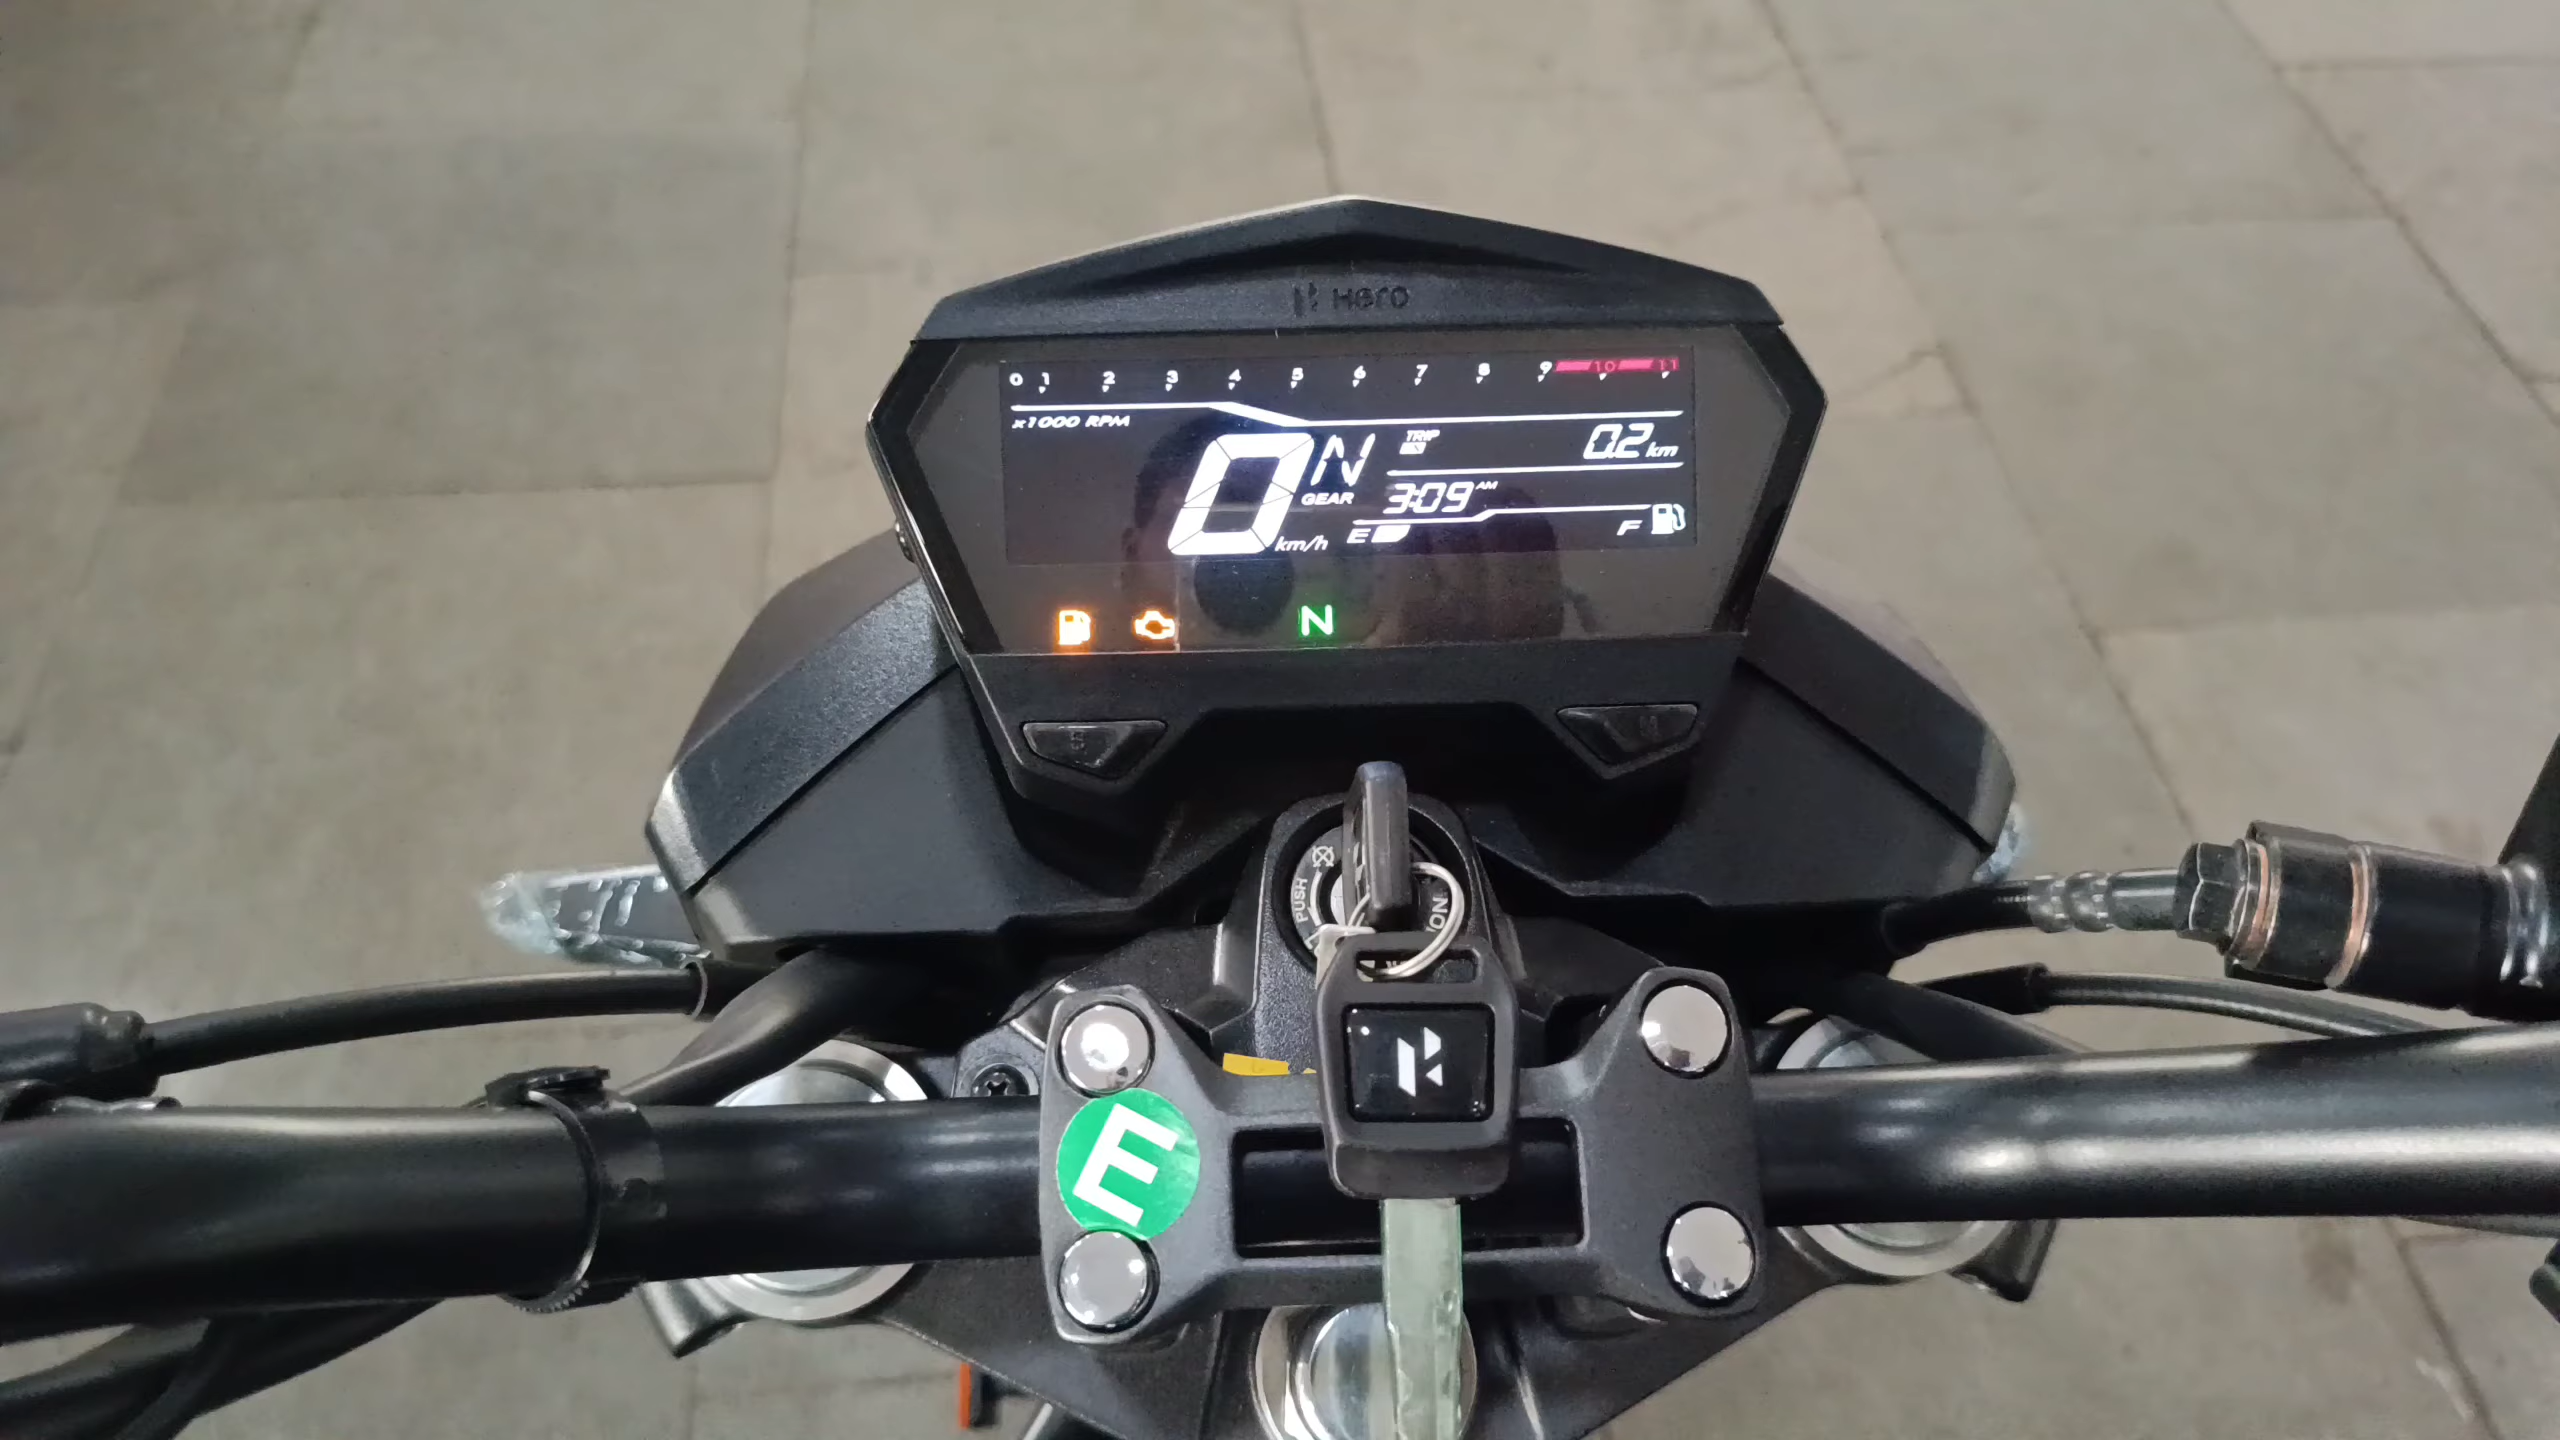 Hero
0 1 2 3 4 5 6 7 8 9 10 11
x1000 RPM
0 km/h
N
GEAR
TRIP
0.2 km
3:09 AM
E F
N
PUSH
ON
E